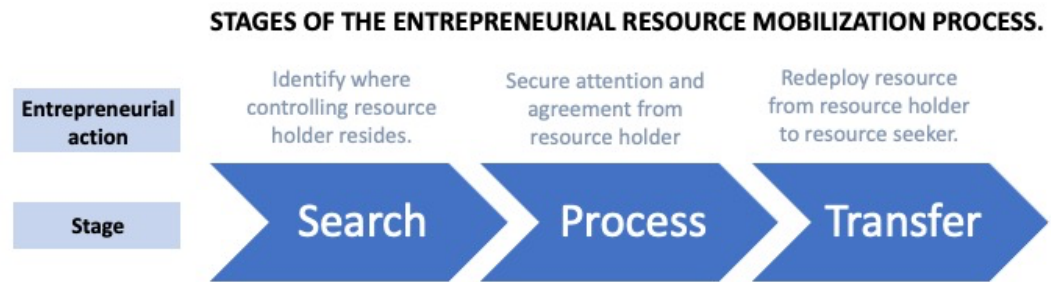 STAGES OF THE ENTREPRENEURIAL RESOURCE MOBILIZATION PROCESS.
Entrepreneurial
action
Identify where
controlling resource
holder resides.
Secure attention and
agreement from
resource holder
Redeploy resource
from resource holder
to resource seeker.
Stage
Search
Process
Transfer